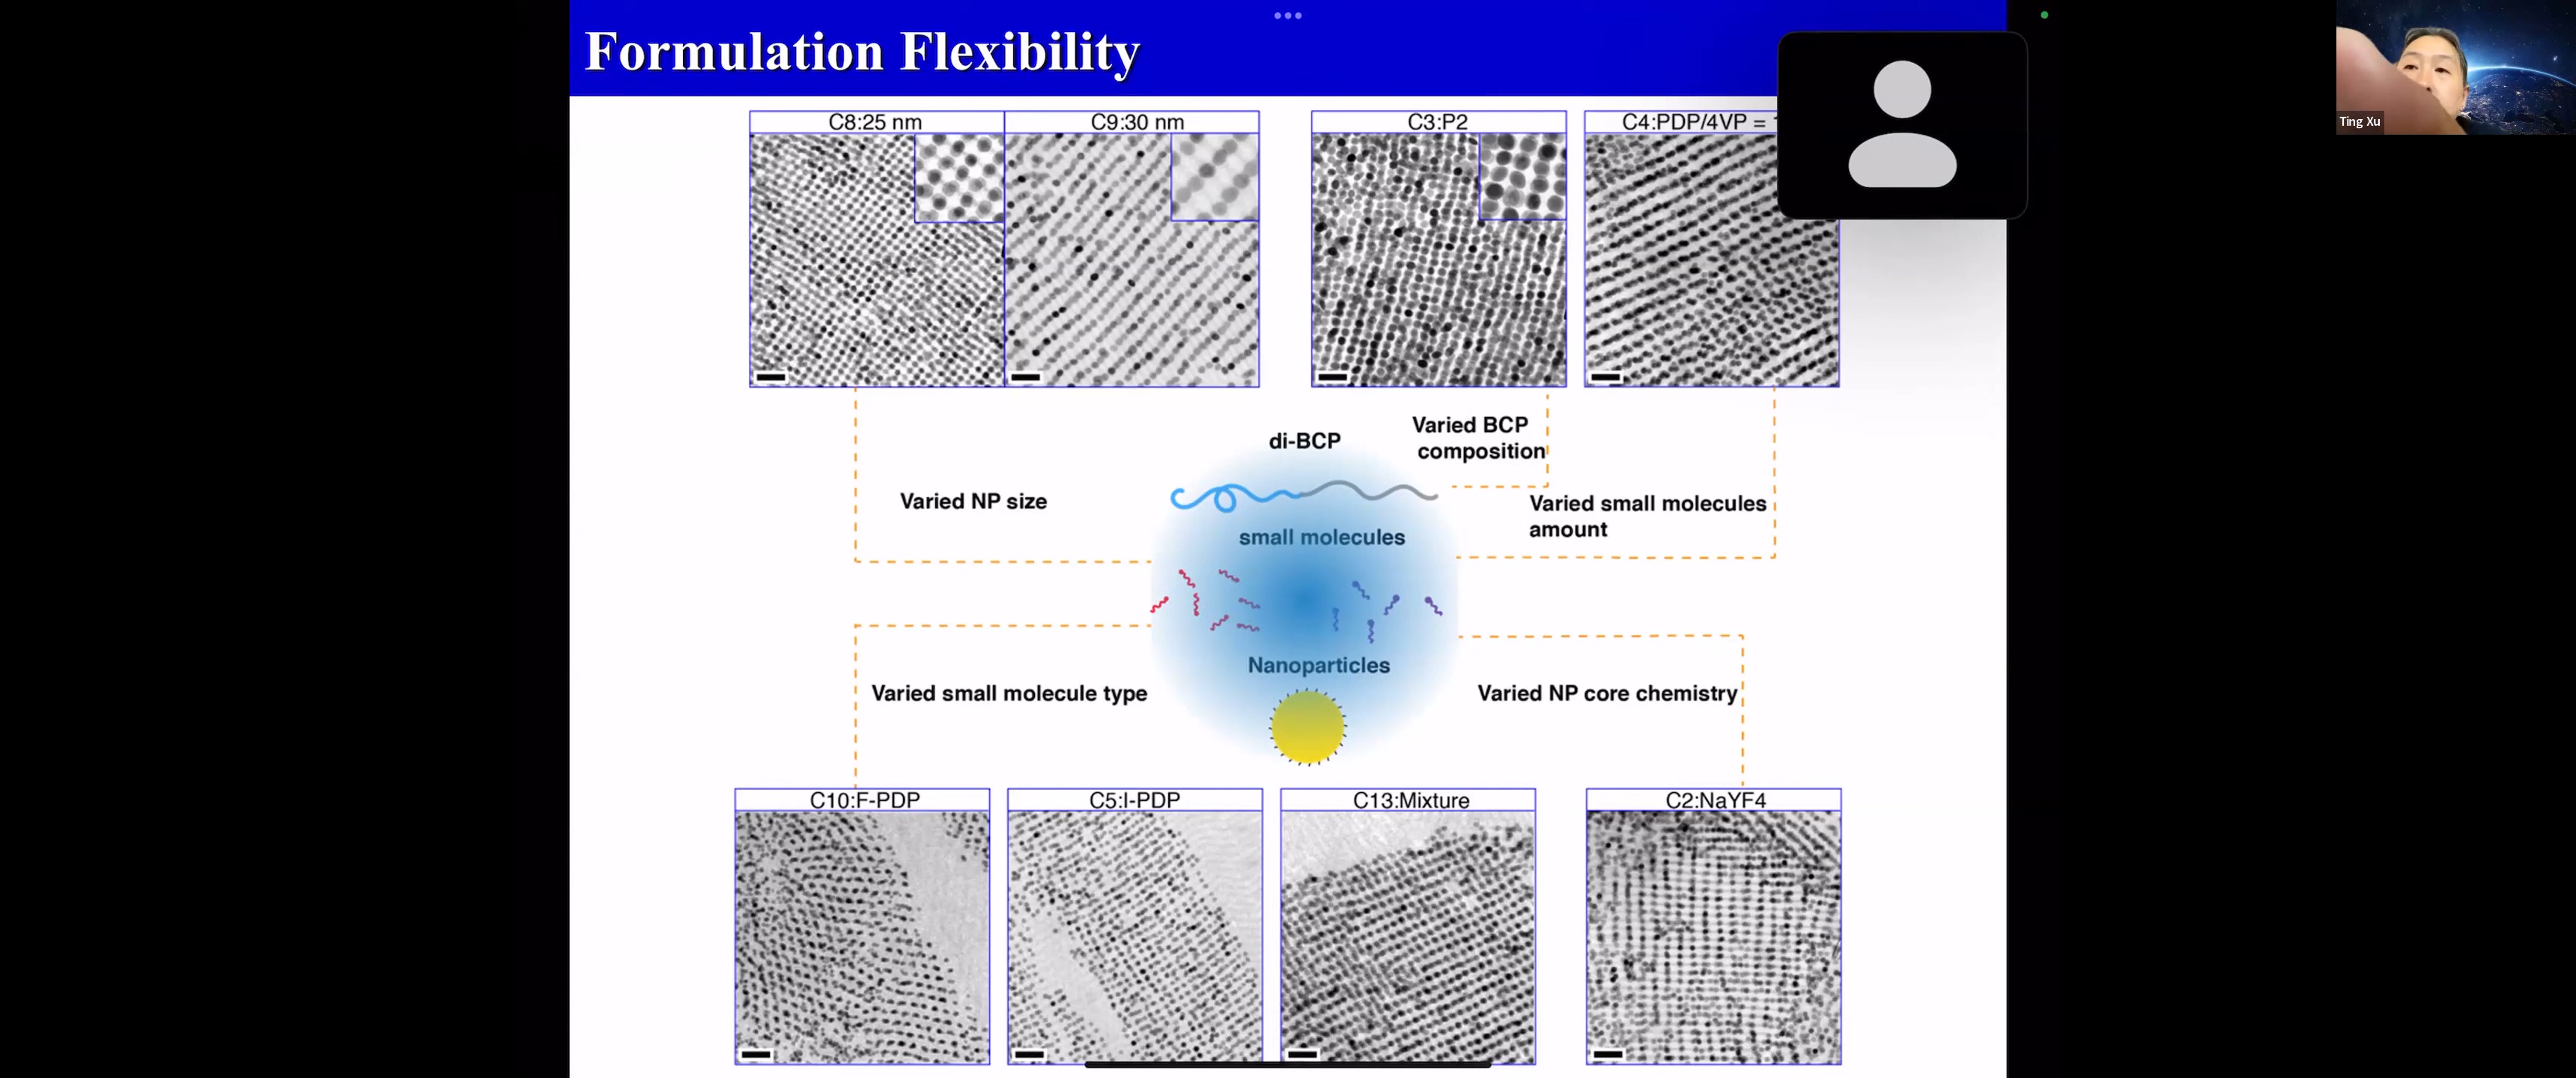 Formulation Flexibility
Ting Xu
C8:25 nm
C9:30 nm
C3:P2
C4:PDP/4VP =
di-BCP
Varied BCP
composition
Varied NP size
Varied small molecules
amount
small molecules
Nanoparticles
Varied small molecule type
Varied NP core chemistry
C10:F-PDP
C5:I-PDP
C13:Mixture
C2:NaYF4